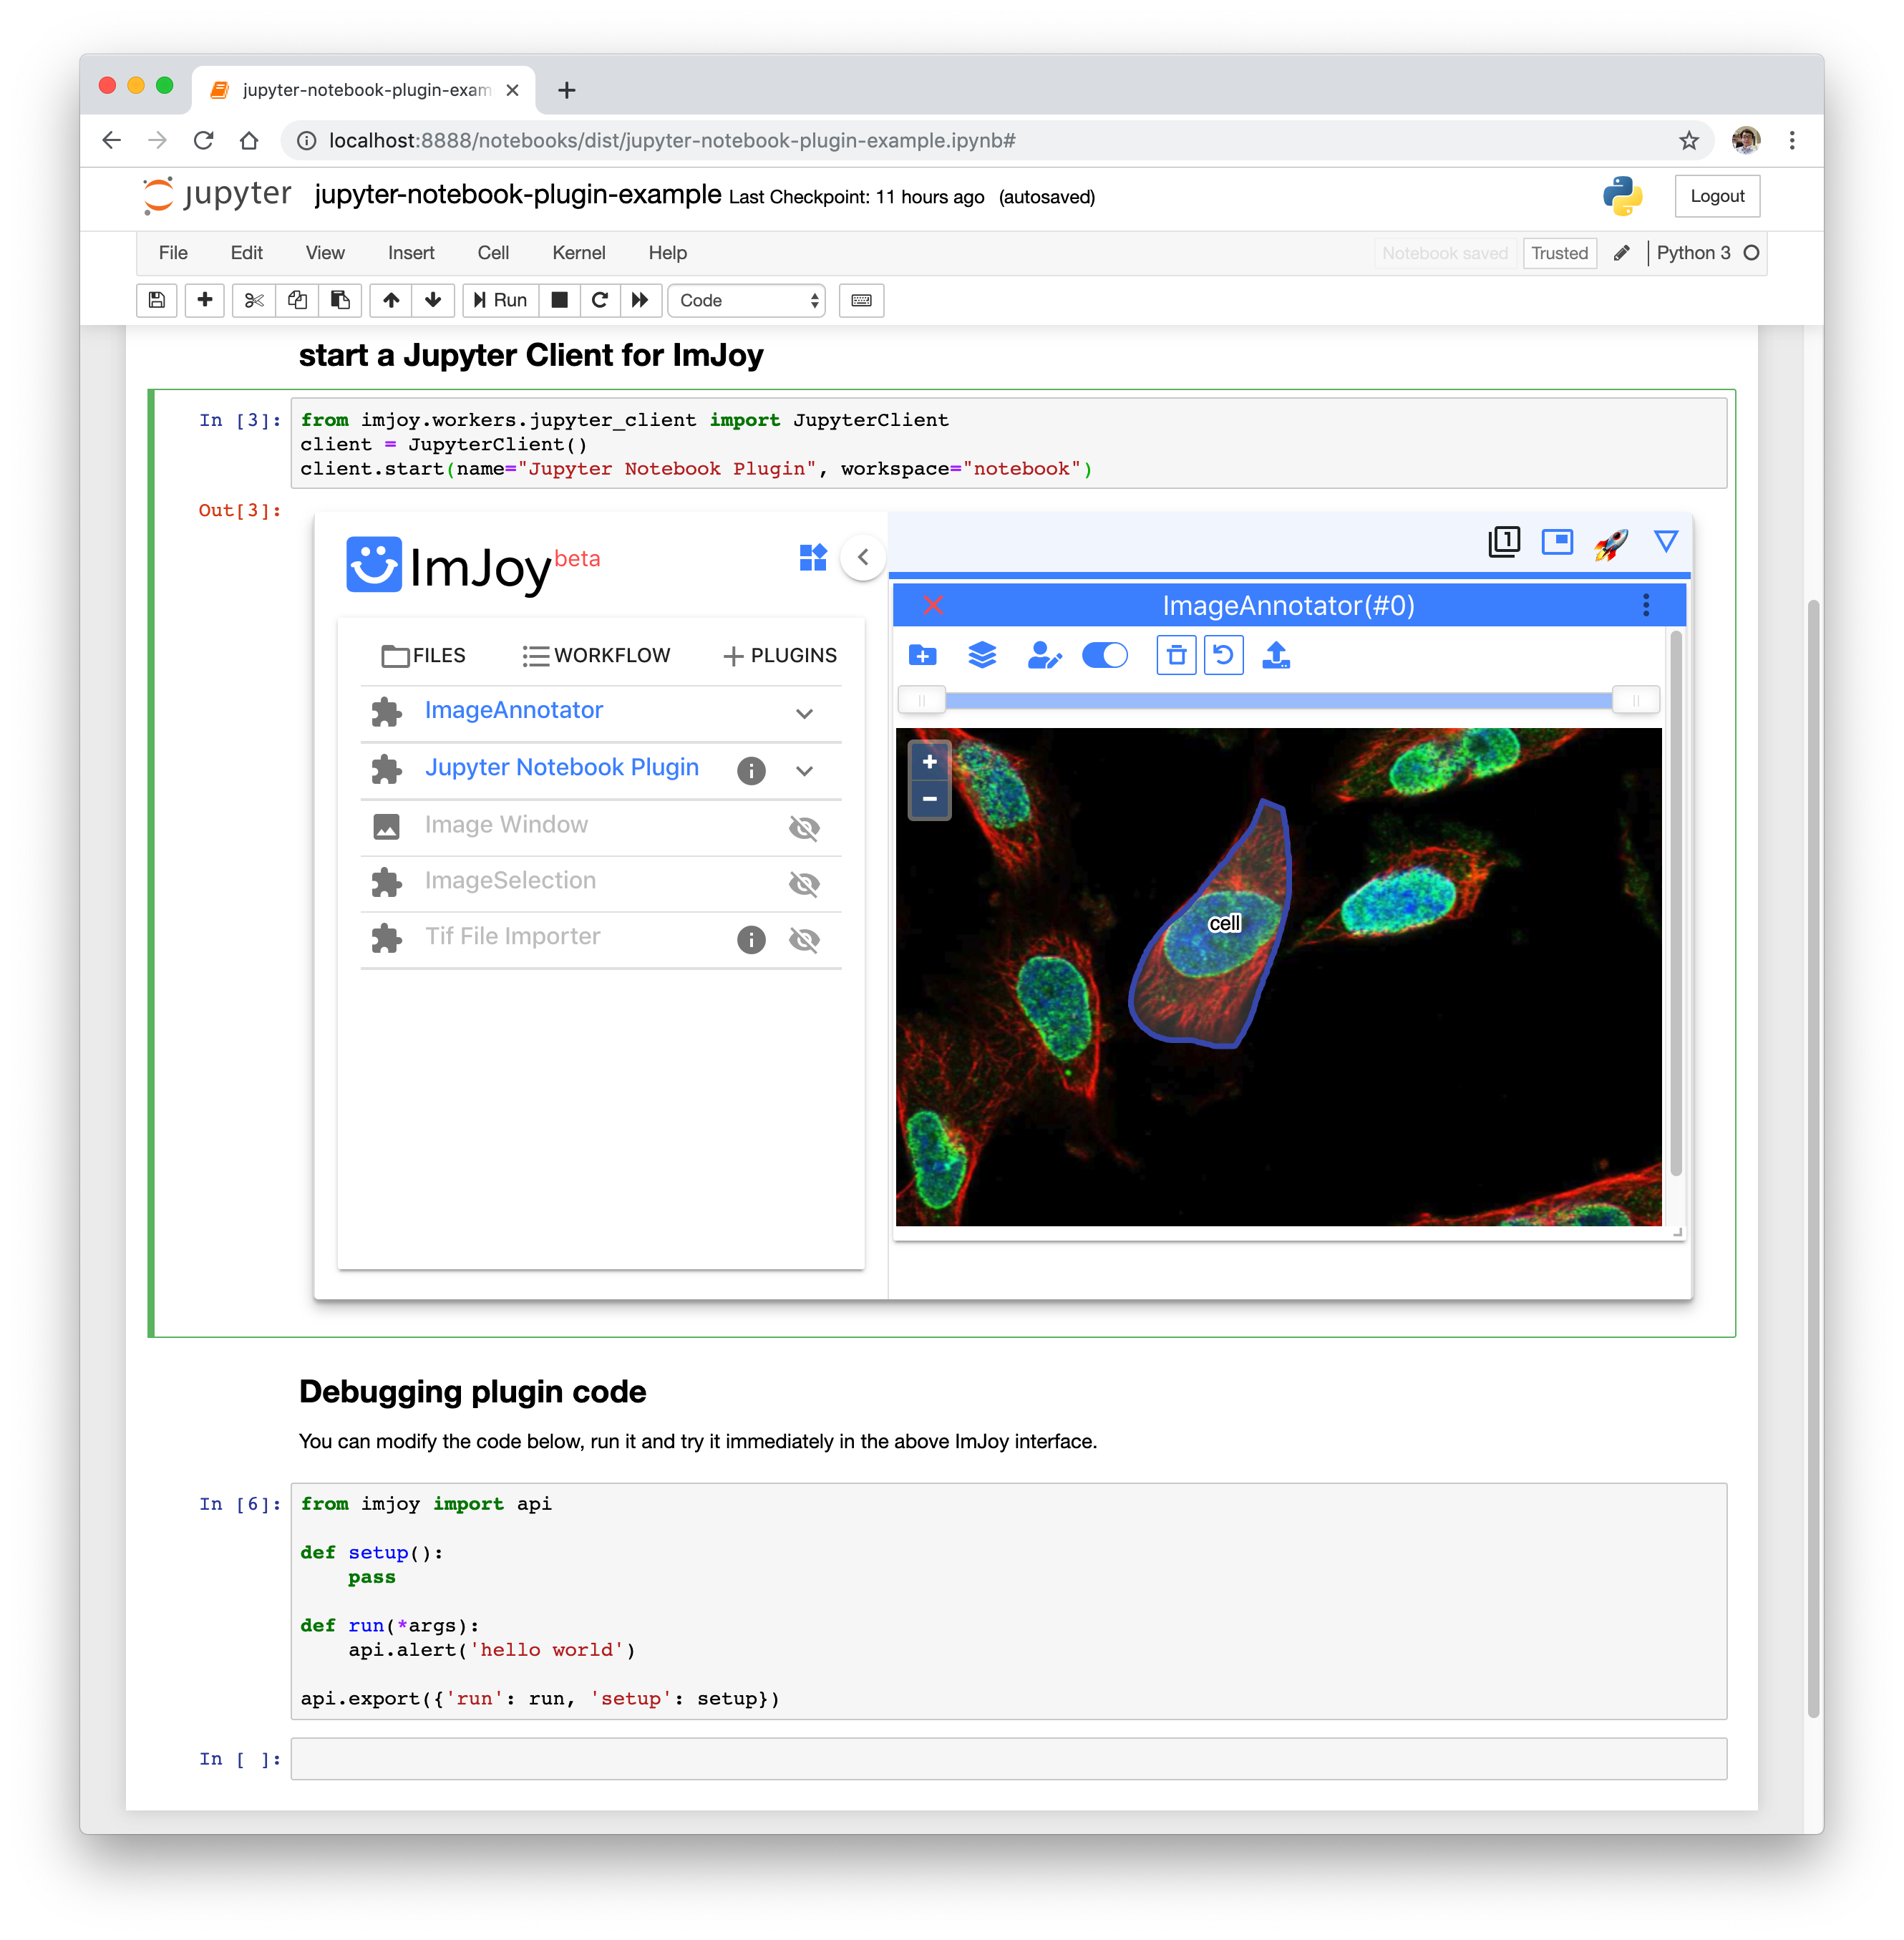 jupyter-notebook-plugin-exam
localhost:8888/notebooks/dist/jupyter-notebook-plugin-example.ipynb#
jupyter jupyter-notebook-plugin-example Last Checkpoint: 11 hours ago (autosaved)
Logout
File Edit View Insert Cell Kernel Help Notebook saved Trusted Python 3
Run Code
start a Jupyter Client for ImJoy
In [3]: from imjoy.workers.jupyter_client import JupyterClient
client = JupyterClient()
client.start(name="Jupyter Notebook Plugin", workspace="notebook")
Out[3]:
ImJoy beta
1
ImageAnnotator(#0)
FILES WORKFLOW + PLUGINS
ImageAnnotator
Jupyter Notebook Plugin
Image Window
ImageSelection
Tif File Importer
+
−
cell
Debugging plugin code
You can modify the code below, run it and try it immediately in the above ImJoy interface.
In [6]: from imjoy import api
def setup():
    pass
def run(*args):
    api.alert('hello world')
api.export({'run': run, 'setup': setup})
In [ ]: